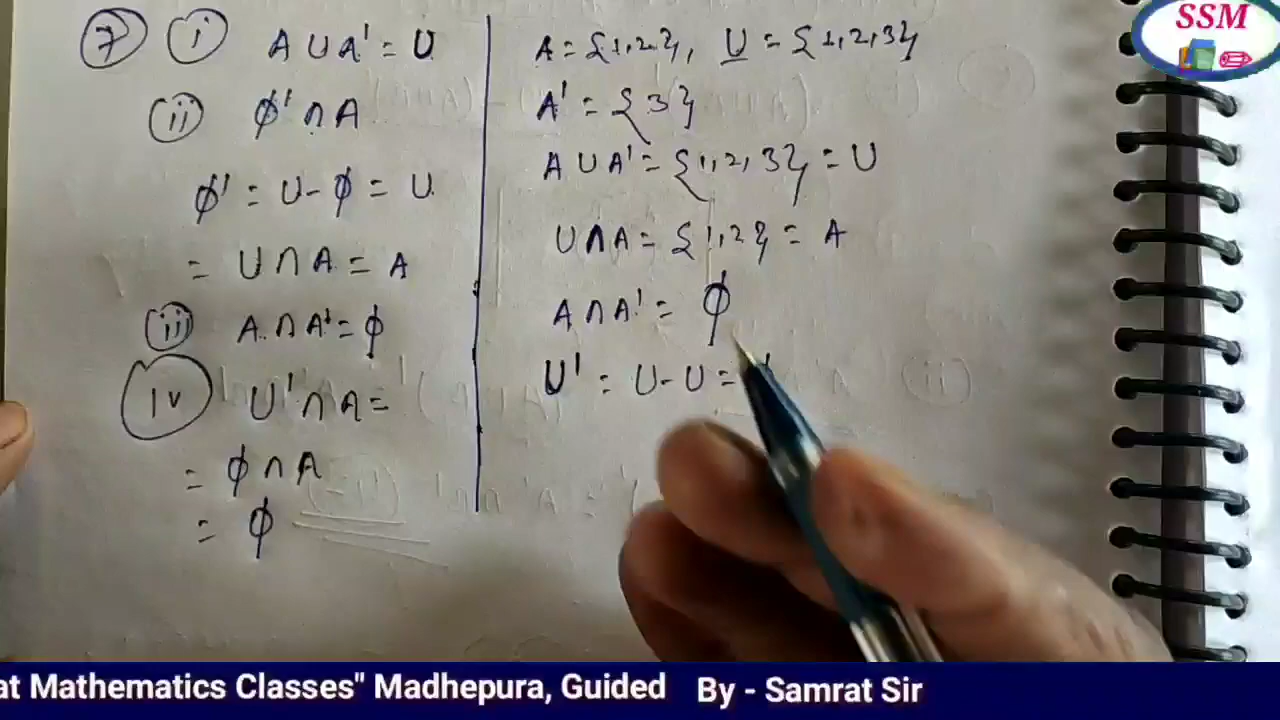 7 i A ∪ A' = U
ii φ' ∩ A
φ' = U - φ = U
= U ∩ A = A
iii A ∩ A' = φ
iv U' ∩ A =
= φ ∩ A
= φ
A = {1,2}, U = {1,2,3}
A' = {3}
A ∪ A' = {1,2,3} = U
U ∩ A = {1,2} = A
A ∩ A' = φ
U' = U - U =
SSM
at Mathematics Classes" Madhepura, Guided By - Samrat Sir